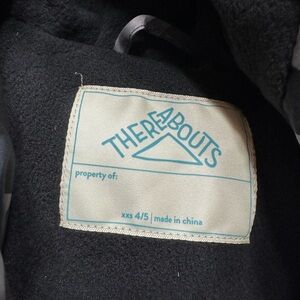 THEREABOUTS
property of:
xxs 4/5 | made in china